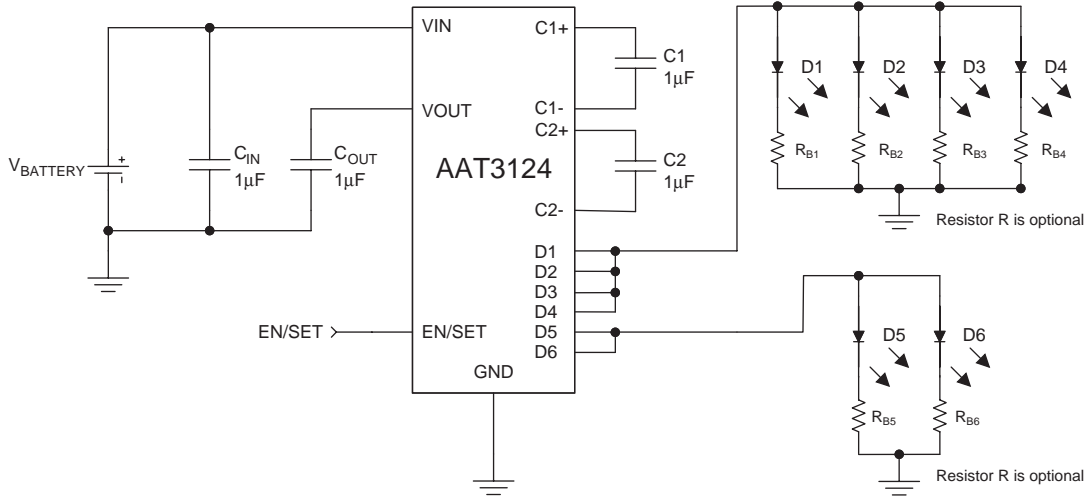 VIN
VOUT
AAT3124
EN/SET
GND
C1+
C1-
C2+
C2-
D1
D2
D3
D4
D5
D6
V_BATTERY
+
-
C_IN
1μF
C_OUT
1μF
EN/SET
C1
1μF
C2
1μF
D1
D2
D3
D4
R_B1
R_B2
R_B3
R_B4
Resistor R is optional
D5
D6
R_B5
R_B6
Resistor R is optional